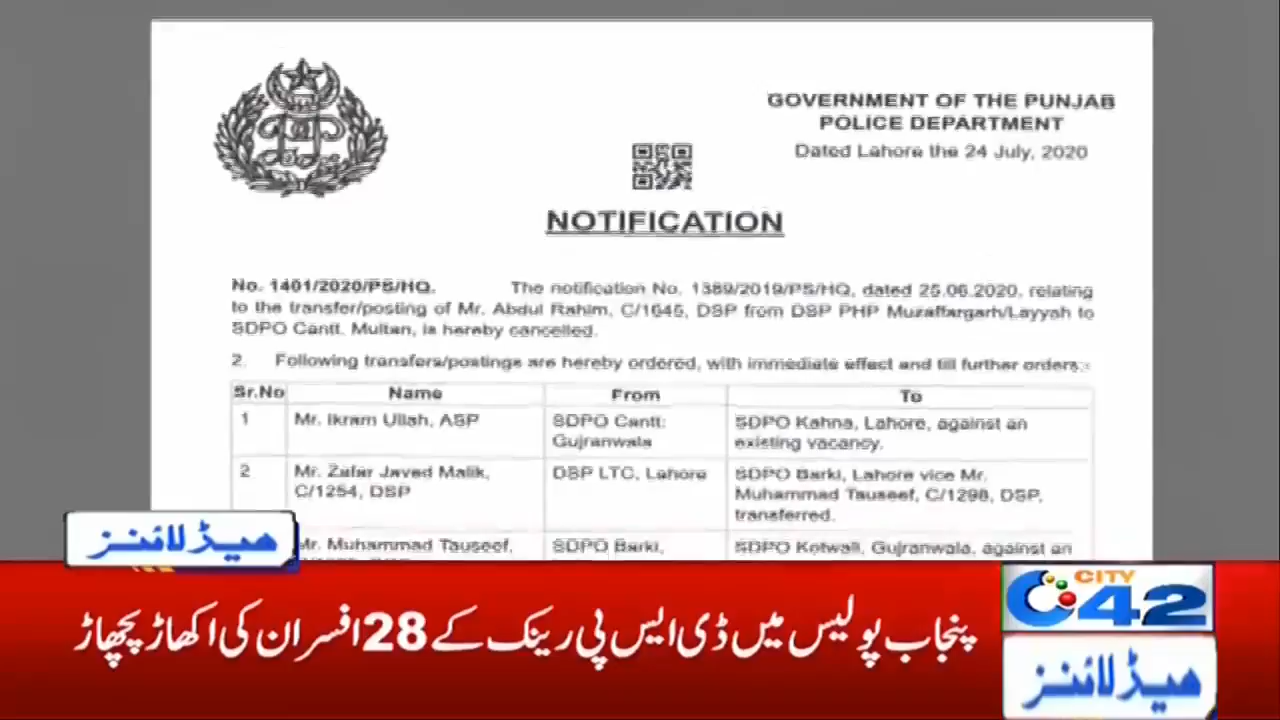 GOVERNMENT OF THE PUNJAB
POLICE DEPARTMENT
Dated Lahore the 24 July, 2020
NOTIFICATION
No. 1401/2020/PS/HQ. The notification No. 1389/2019/PS/HQ, dated 25.06.2020, relating
to the transfer/posting of Mr. Abdul Rahim, C/1645, DSP from DSP PHP Muzaffargarh/Layyah to
SDPO Cantt. Multan, is hereby cancelled.
2. Following transfers/postings are hereby ordered, with immediate effect and till further orders:-
Sr.No Name From To
1 Mr. Ikram Ullah, ASP SDPO Cantt: SDPO Kahna, Lahore, against an
Gujranwala existing vacancy.
2 Mr. Zafar Javed Malik, DSP LTC, Lahore SDPO Barki, Lahore vice Mr.
C/1254, DSP Muhammad Tauseef, C/1298, DSP,
transferred.
Mr. Muhammad Tauseef, SDPO Barki, SDPO Kotwali, Gujranwala, against an
ھیڈ لائنز
پنجاب پولیس میں ڈی ایس پی رینک کے 28 افسران کی اکھاڑ پچھاڑ
CITY
42
ھیڈ لائنز